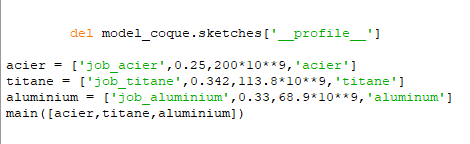 del model_coque.sketches['__profile__']
acier = ['job_acier',0.25,200*10**9,'acier']
titane = ['job_titane',0.342,113.8*10**9,'titane']
aluminium = ['job_aluminium',0.33,68.9*10**9,'aluminum']
main([acier,titane,aluminium])